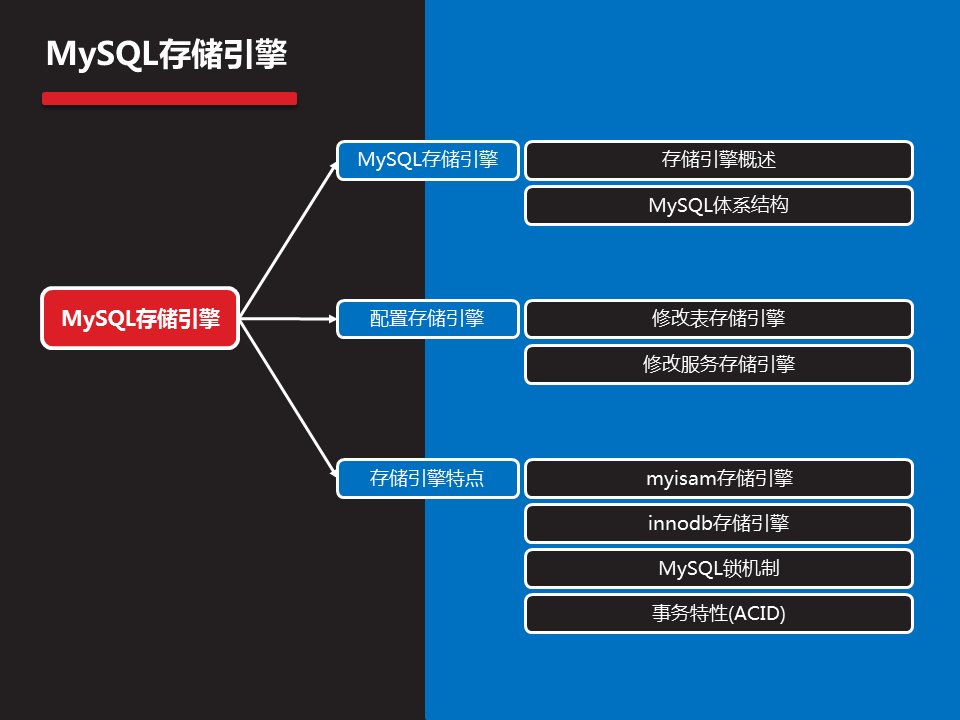 MySQL存储引擎
MySQL存储引擎
存储引擎概述
MySQL体系结构
MySQL存储引擎
配置存储引擎
修改表存储引擎
修改服务存储引擎
存储引擎特点
myisam存储引擎
innodb存储引擎
MySQL锁机制
事务特性(ACID)